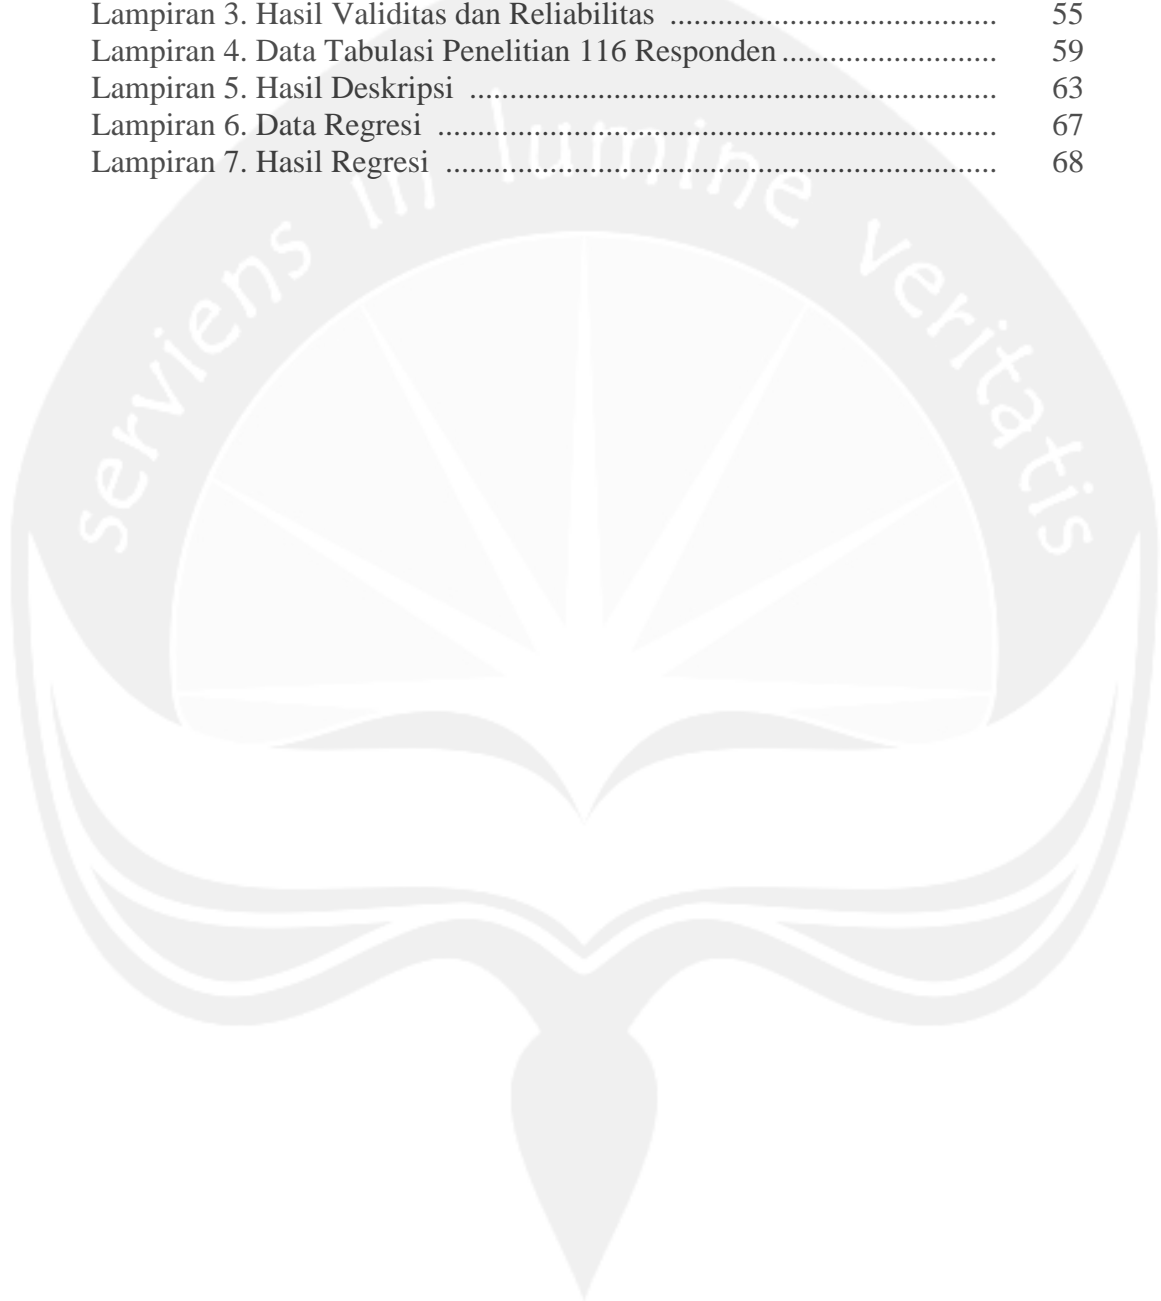 Lampiran 3. Hasil Validitas dan Reliabilitas ......................................... 55
Lampiran 4. Data Tabulasi Penelitian 116 Responden ........................... 59
Lampiran 5. Hasil Deskripsi .................................................................. 63
Lampiran 6. Data Regresi ...................................................................... 67
Lampiran 7. Hasil Regresi ..................................................................... 68
serviens in lumine veritatis